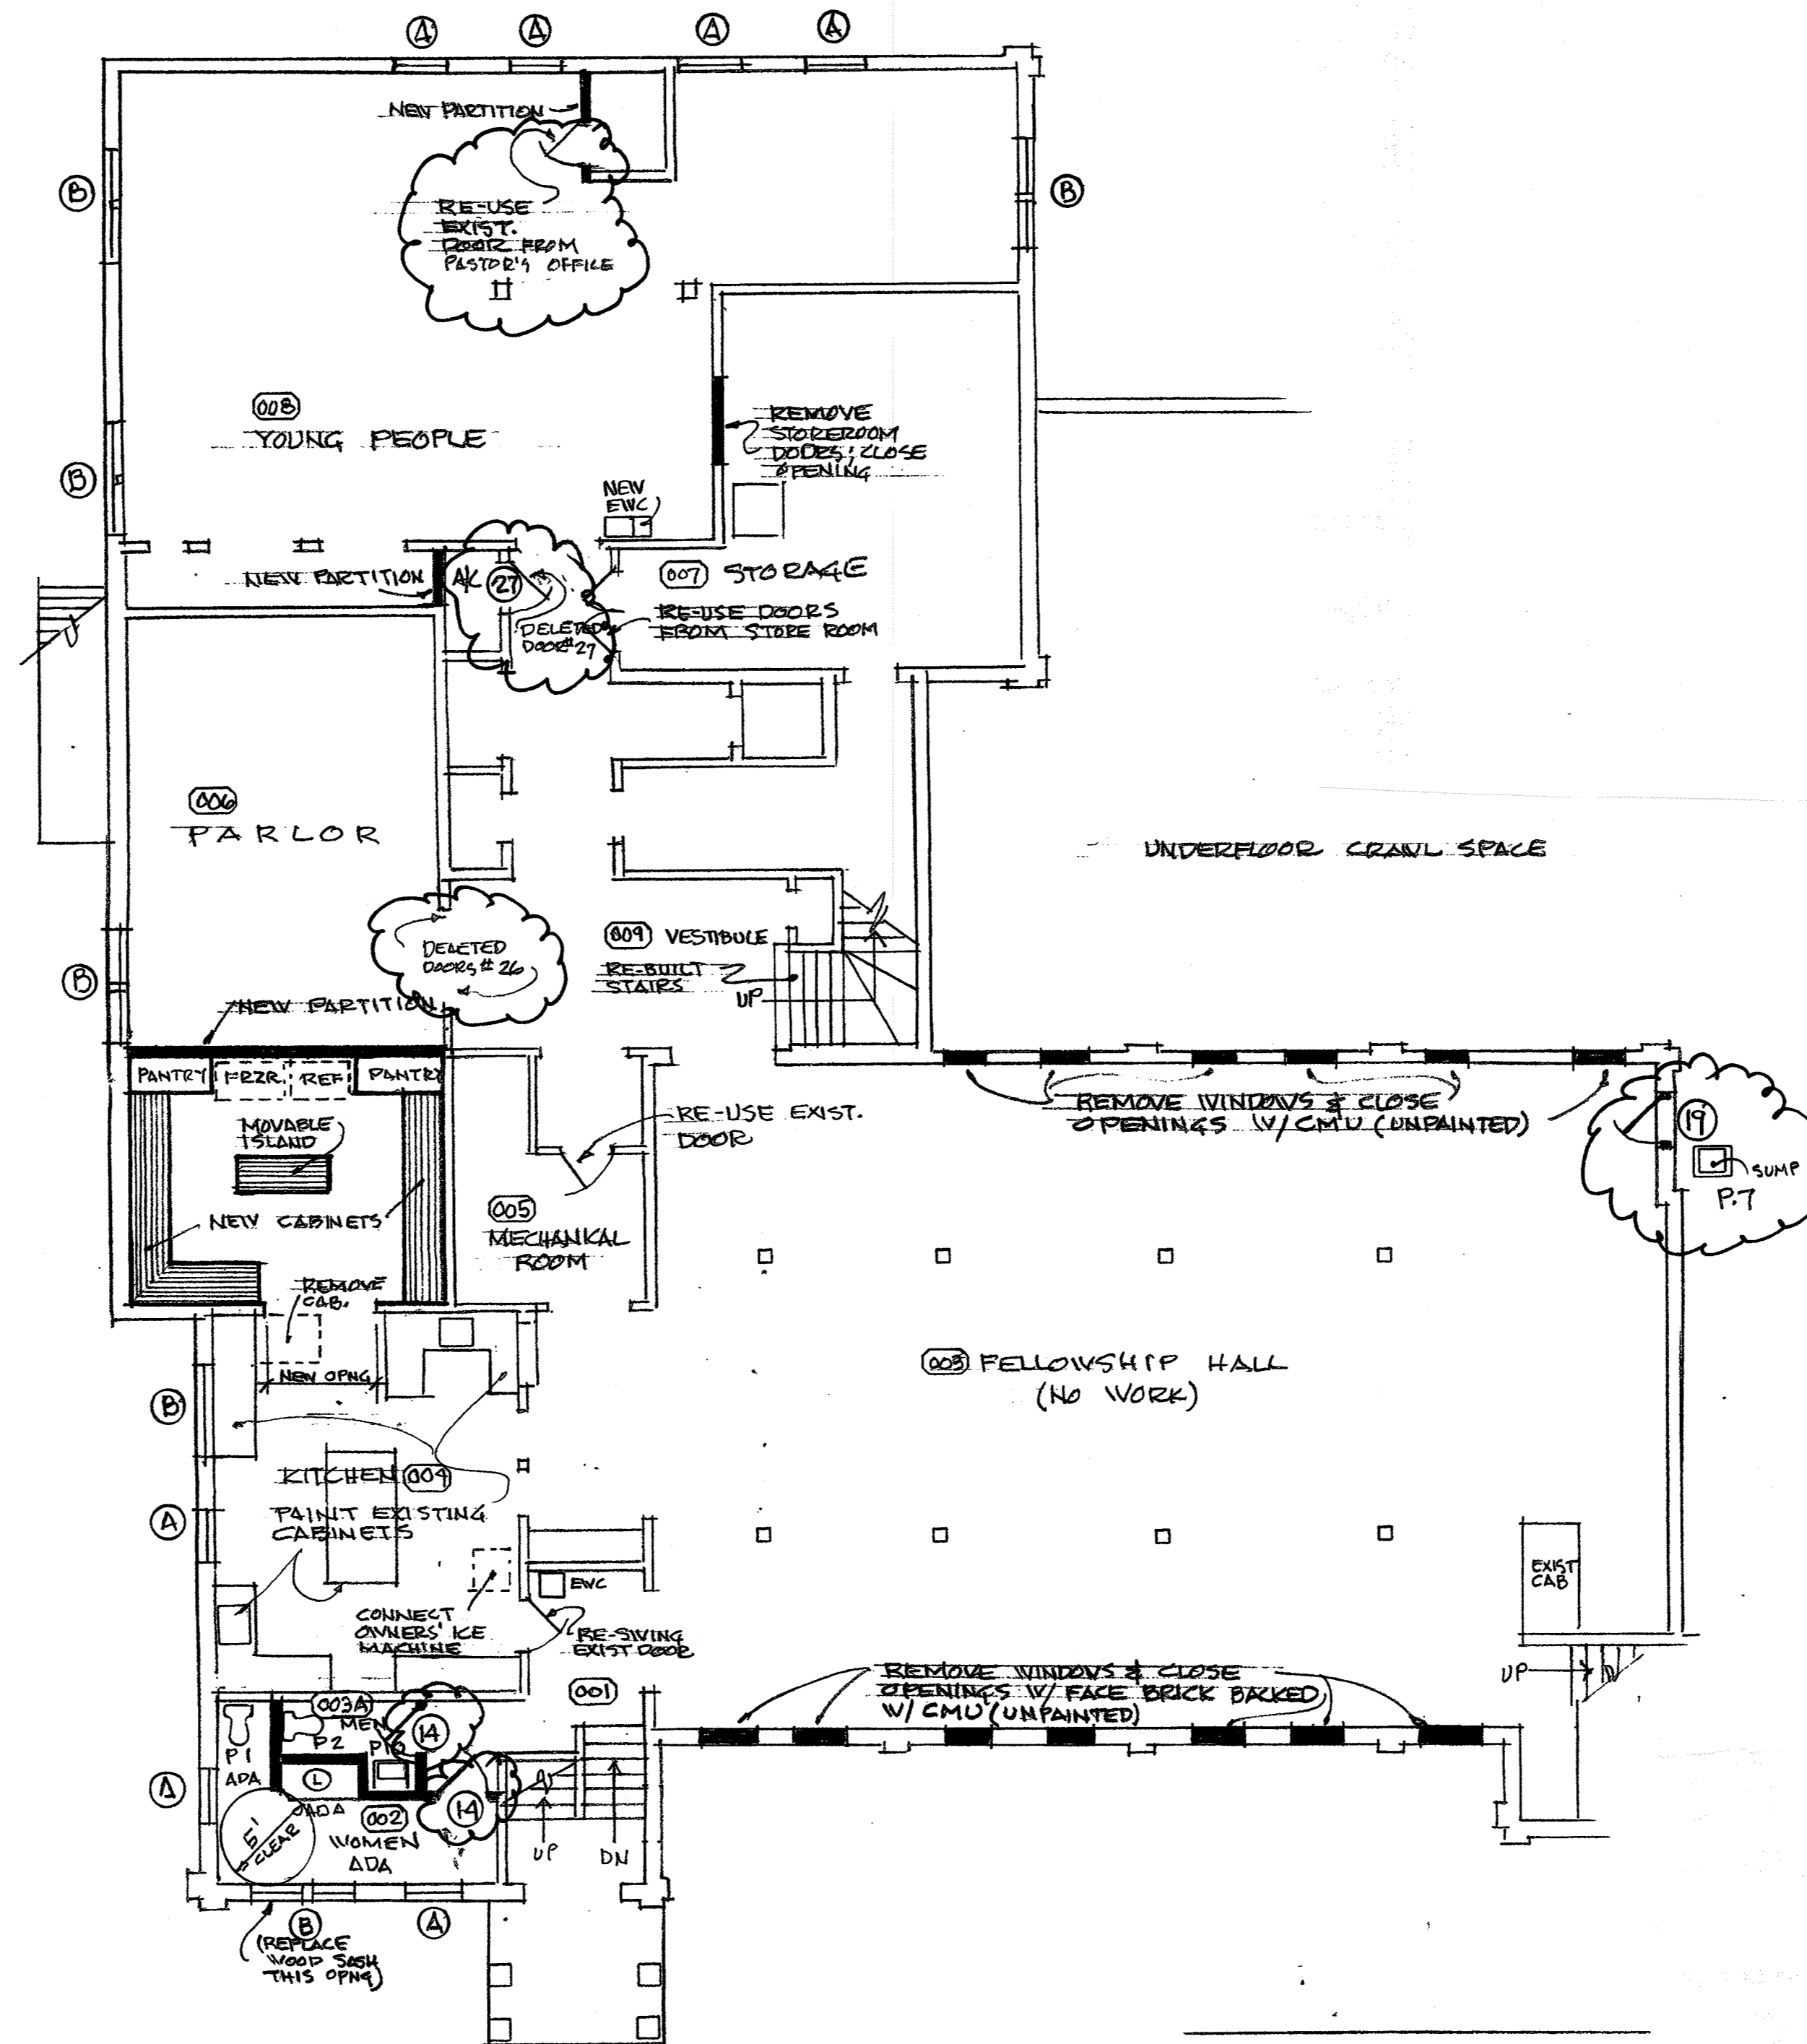 A A A A
NEW PARTITION
B
B
RE-USE
EXIST.
DOOR FROM
PASTOR'S OFFICE
008
YOUNG PEOPLE
REMOVE
STOREROOM
DOORS; CLOSE
OPENING
B
NEW
EWC
NEW PARTITION
A/C
27
DELETED
DOOR #27
007 STORAGE
RE-USE DOORS
FROM STORE ROOM
006
PARLOR
UNDERFLOOR CRAWL SPACE
DELETED
DOORS # 26
009 VESTIBULE
RE-BUILT
STAIRS
UP
B
NEW PARTITION
PANTRY FRZR REF PANTRY
MOVABLE
ISLAND
NEW CABINETS
RE-USE EXIST.
DOOR
REMOVE WINDOWS & CLOSE
OPENINGS W/ CMU (UNPAINTED)
19
SUMP
P.7
005
MECHANICAL
ROOM
REMOVE
CAB.
NEW OPNG
003 FELLOWSHIP HALL
(NO WORK)
B
KITCHEN 004
A
PAINT EXISTING
CABINETS
EXIST
CAB
EWC
CONNECT
OWNERS' ICE
MACHINE
RE-SWING
EXIST DOOR
001
REMOVE WINDOWS & CLOSE
OPENINGS W/ FACE BRICK BACKED
W/ CMU (UNPAINTED)
UP
003A
MEN
14
P1
ADA
P2
A
L
ADA
14
5'
CLEAR
002
WOMEN
ADA
UP DN
B A
(REPLACE
WOOD SASH
THIS OPNG)